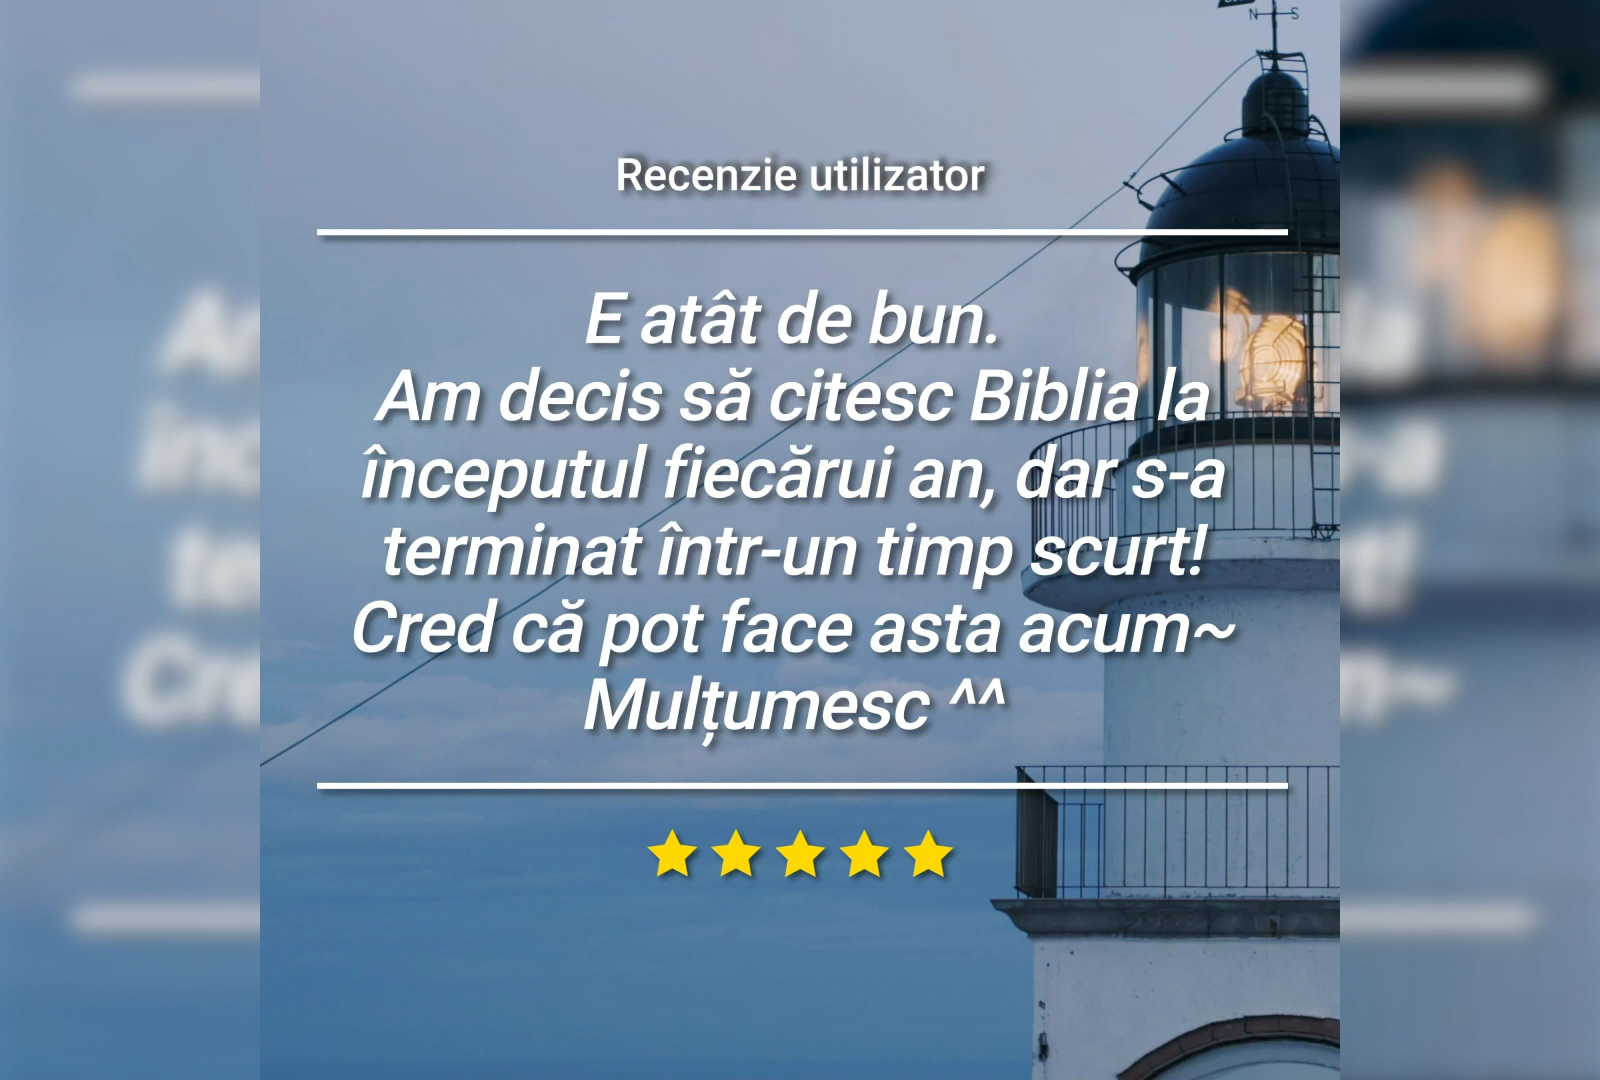 N S
Recenzie utilizator
E atât de bun.
Am decis să citesc Biblia la
începutul fiecărui an, dar s-a
terminat într-un timp scurt!
Cred că pot face asta acum~
Mulțumesc ^^